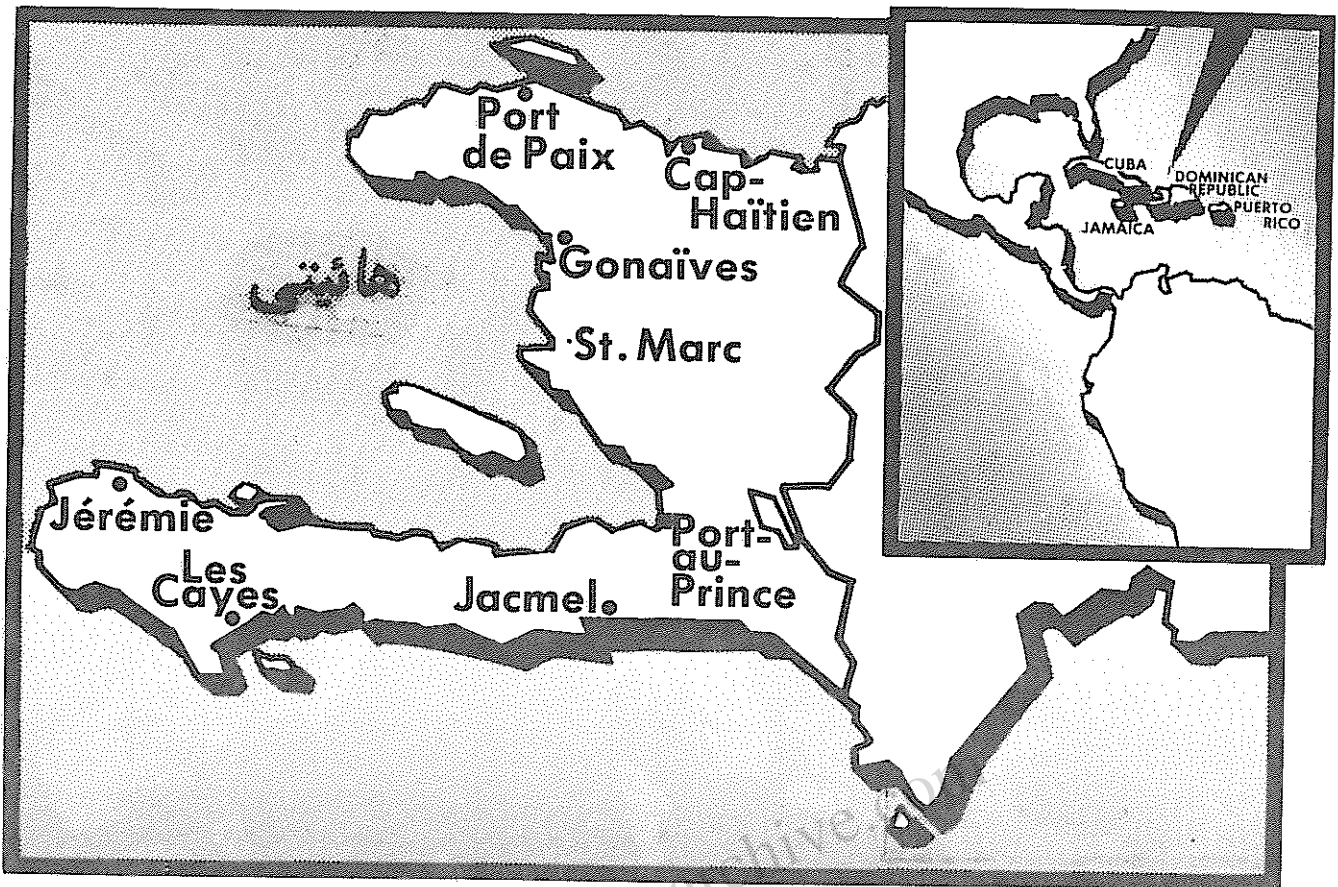 Port
de Paix
Cap-
Haïtien
Gonaïves
هائيتى
St. Marc
Jérémie
Les
Cayes
Jacmel
Port-
au-
Prince
CUBA
DOMINICAN
REPUBLIC
PUERTO
RICO
JAMAICA